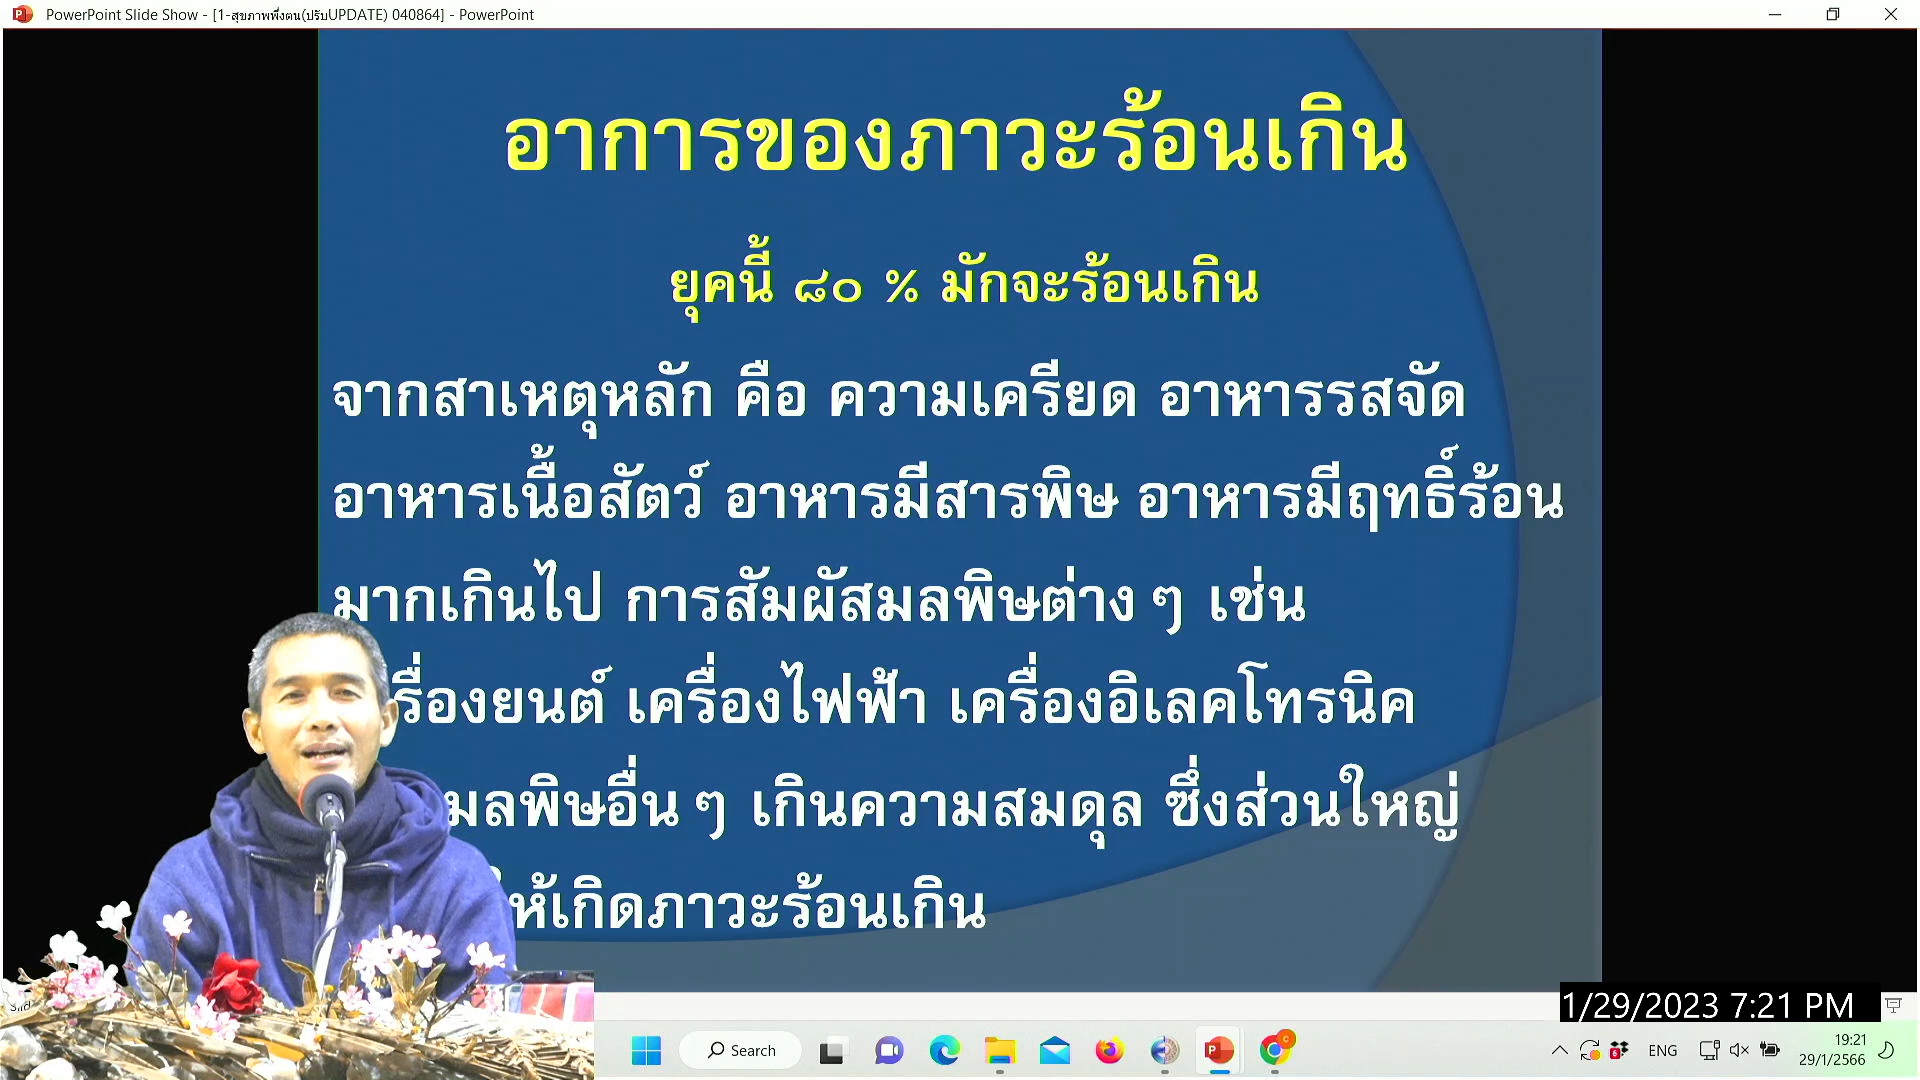 PowerPoint Slide Show - [1-สุขภาพพึ่งตน(ปรับUPDATE) 040864] - PowerPoint
อาการของภาวะร้อนเกิน
ยุคนี้ ๘๐ % มักจะร้อนเกิน
จากสาเหตุหลัก คือ ความเครียด อาหารรสจัด
อาหารเนื้อสัตว์ อาหารมีสารพิษ อาหารมีฤทธิ์ร้อน
มากเกินไป การสัมผัสมลพิษต่าง ๆ เช่น
เครื่องไฟฟ้า เครื่องอิเลคโทรนิค
มลพิษอื่น ๆ เกินความสมดุล ซึ่งส่วนใหญ่
ให้เกิดภาวะร้อนเกิน
1/29/2023 7:21 PM
Search
ENG
19:21
29/1/2566